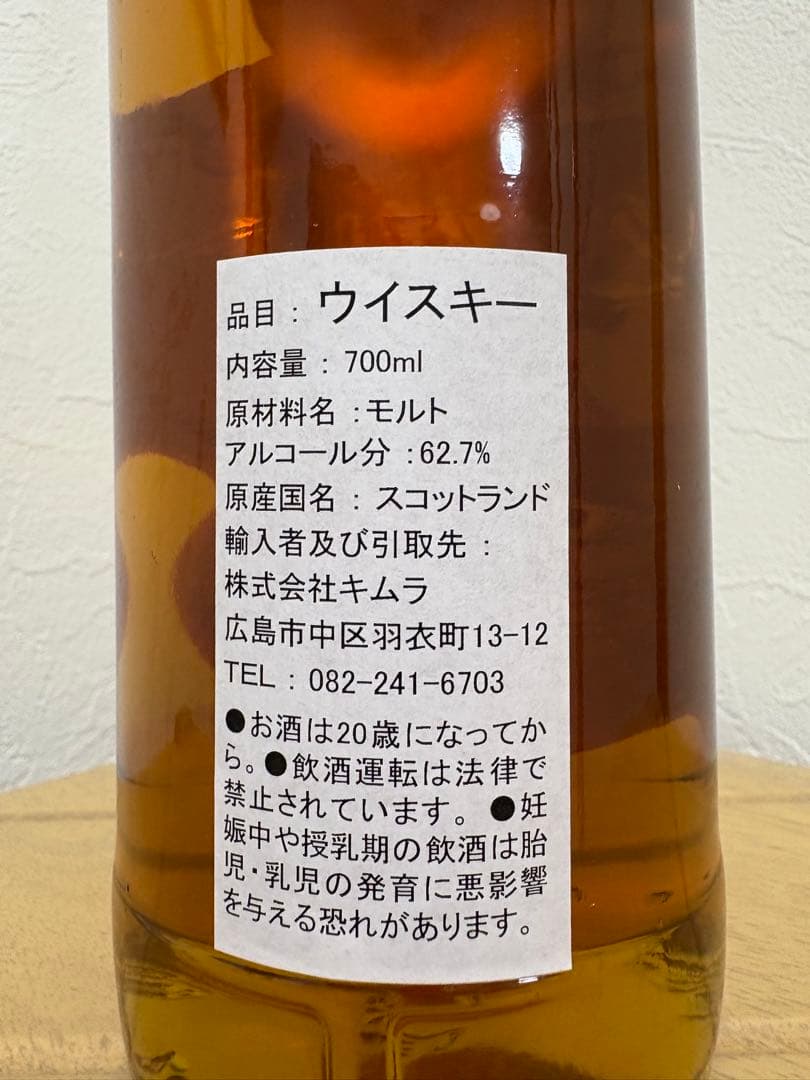 品目 : ウイスキー
内容量 : 700ml
原材料名 :モルト
アルコール分 :62.7%
原産国名 : スコットランド
輸入者及び引取先 :
株式会社キムラ
広島市中区羽衣町13-12
TEL : 082-241-6703
●お酒は20歳になってか
ら。●飲酒運転は法律で
禁止されています。 ●妊
娠中や授乳期の飲酒は胎
児・乳児の発育に悪影響
を与える恐れがあります。